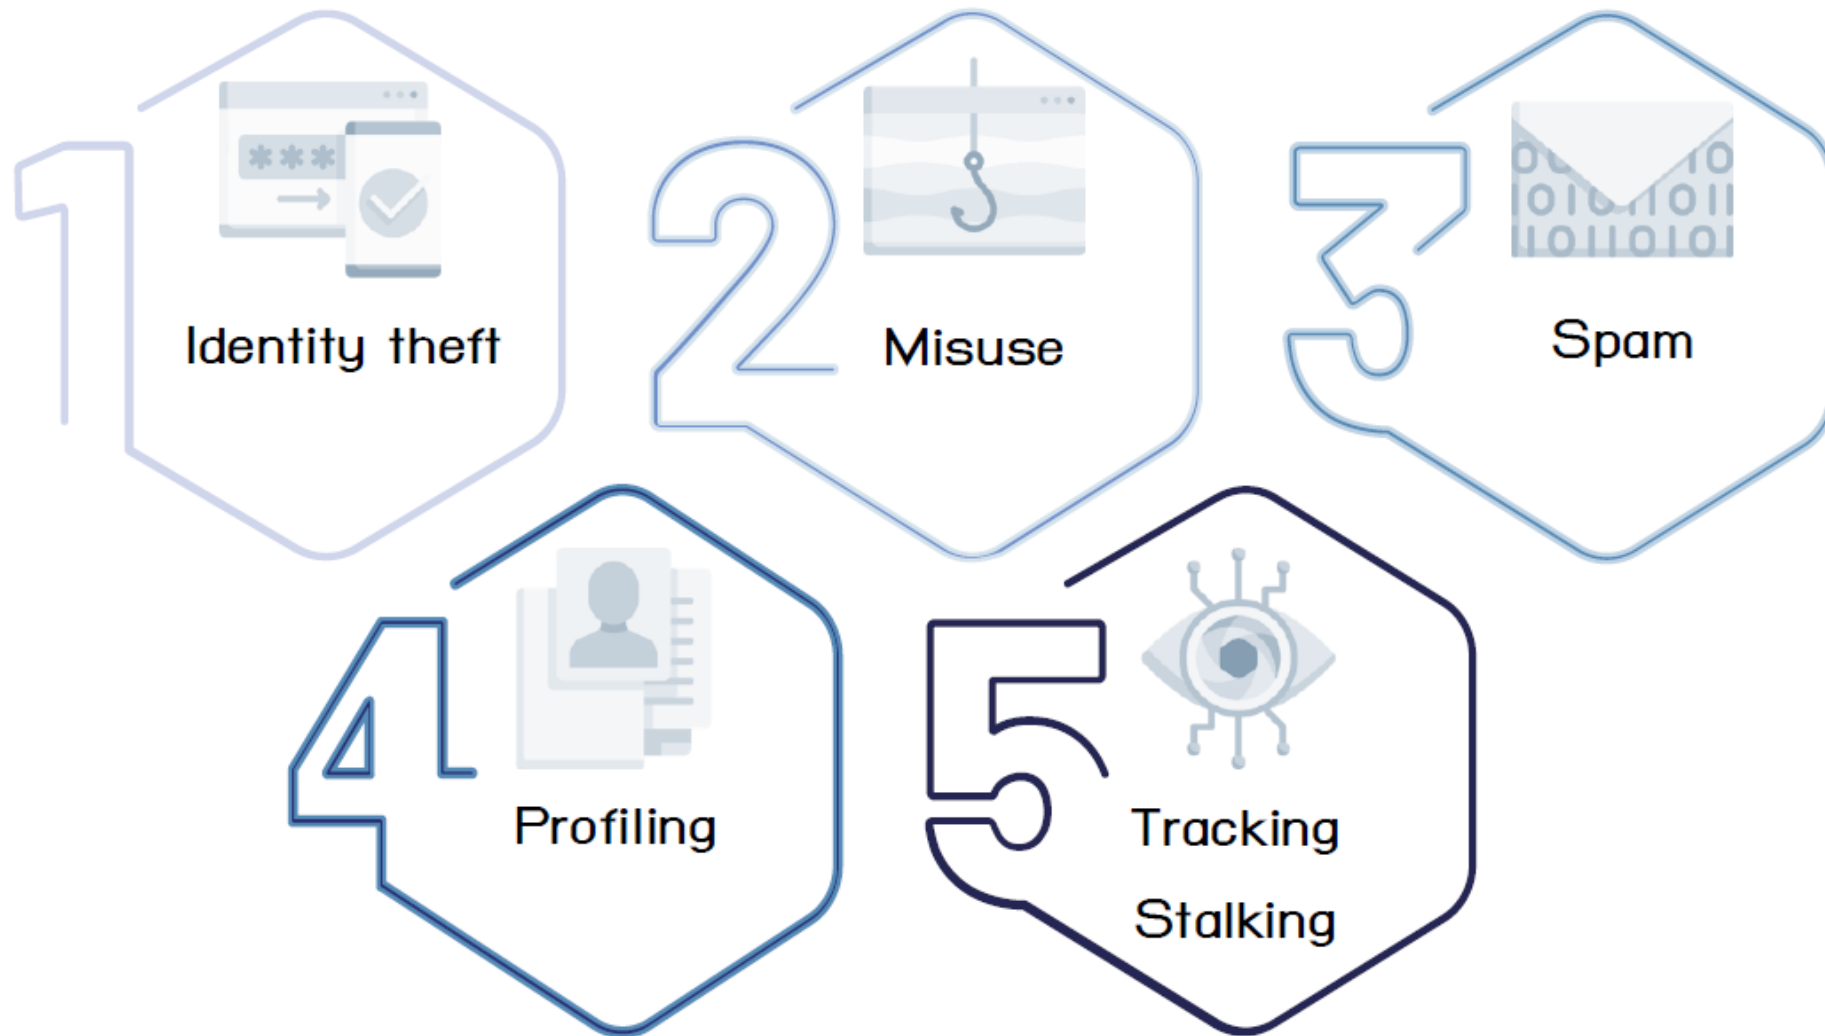 1
Identity theft
2
Misuse
3
Spam
4
Profiling
5
Tracking
Stalking